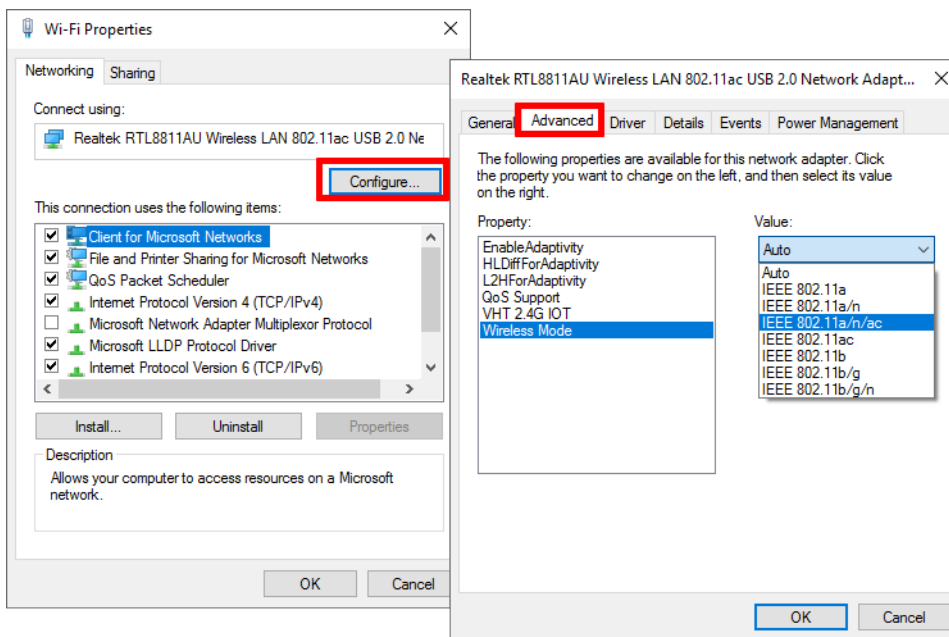 Wi-Fi Properties
Networking
Sharing
Connect using:
Realtek RTL8811AU Wireless LAN 802.11ac USB 2.0 Ne
Configure...
This connection uses the following items:
Client for Microsoft Networks
File and Printer Sharing for Microsoft Networks
QoS Packet Scheduler
Internet Protocol Version 4 (TCP/IPv4)
Microsoft Network Adapter Multiplexor Protocol
Microsoft LLDP Protocol Driver
Internet Protocol Version 6 (TCP/IPv6)
Install...
Uninstall
Properties
Description
Allows your computer to access resources on a Microsoft
network.
OK
Cancel
Realtek RTL8811AU Wireless LAN 802.11ac USB 2.0 Network Adapt...
General
Advanced
Driver
Details
Events
Power Management
The following properties are available for this network adapter. Click
the property you want to change on the left, and then select its value
on the right.
Property:
EnableAdaptivity
HLDiffForAdaptivity
L2HForAdaptivity
QoS Support
VHT 2.4G IOT
Wireless Mode
Value:
Auto
Auto
IEEE 802.11a
IEEE 802.11a/n
IEEE 802.11a/n/ac
IEEE 802.11ac
IEEE 802.11b
IEEE 802.11b/g
IEEE 802.11b/g/n
OK
Cancel